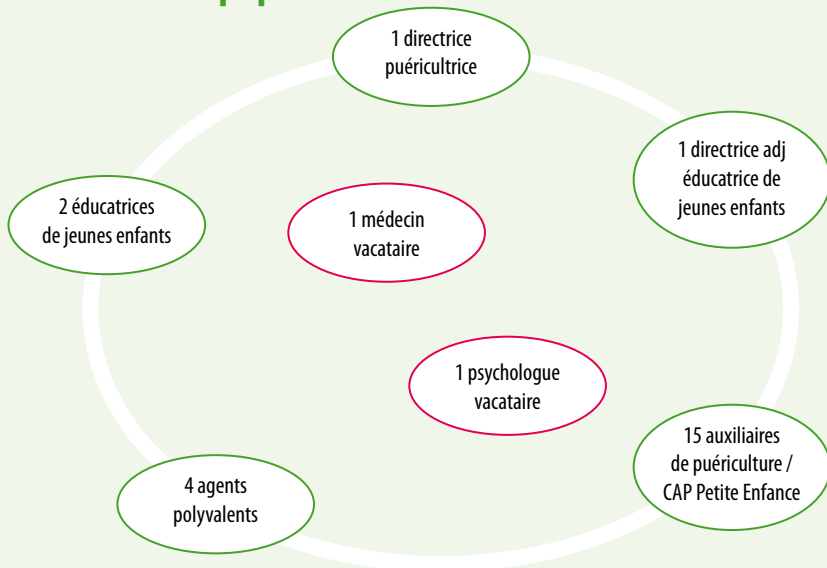 1 directrice
puéricultrice
1 directrice adj
éducatrice de
jeunes enfants
2 éducatrices
de jeunes enfants
1 médecin
vacataire
1 psychologue
vacataire
15 auxiliaires
de puériculture /
CAP Petite Enfance
4 agents
polyvalents